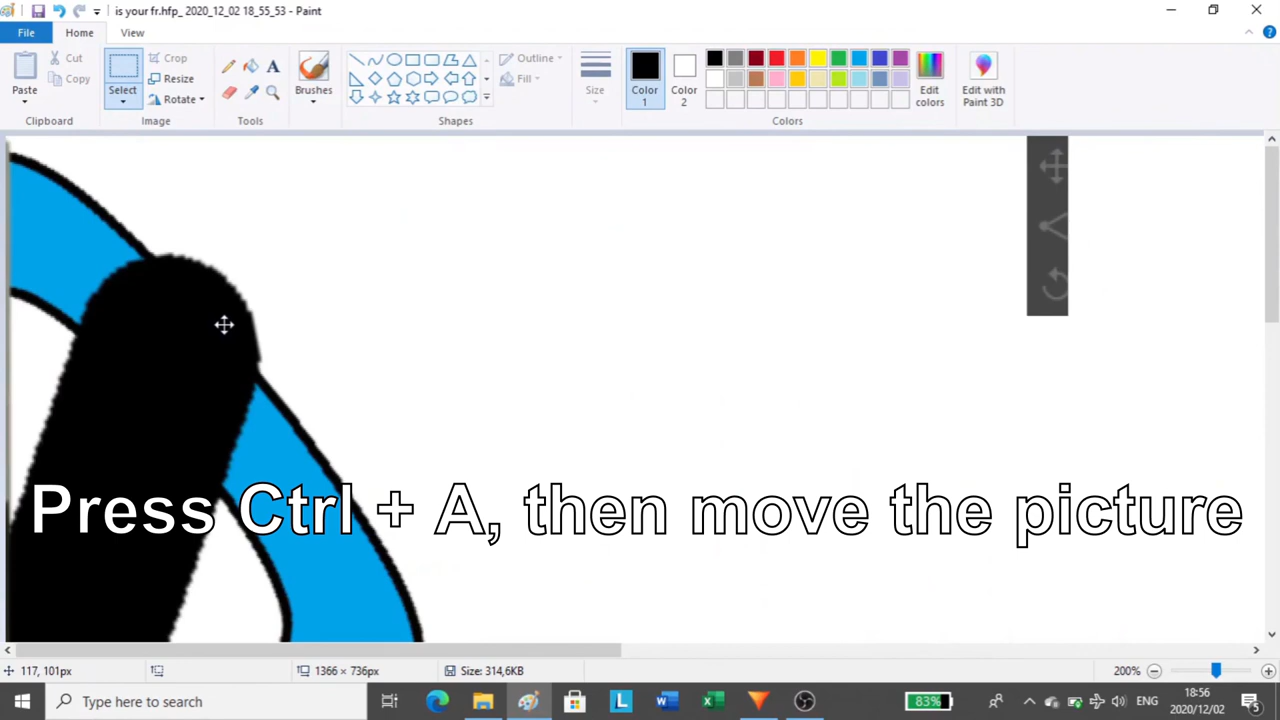 is your fr.hfp_ 2020_12_02 18_55_53 - Paint
File Home View
Paste
Cut
Copy
Clipboard
Select
Crop
Resize
Rotate
Image
A
Tools
Brushes
Shapes
Outline
Fill
Size
Color 1
Color 2
Colors
Edit colors
Edit with Paint 3D
Press Ctrl + A, then move the picture
117, 101px
1366 × 736px
Size: 314,6KB
200%
Type here to search
L
83%
ENG
18:56
2020/12/02
5